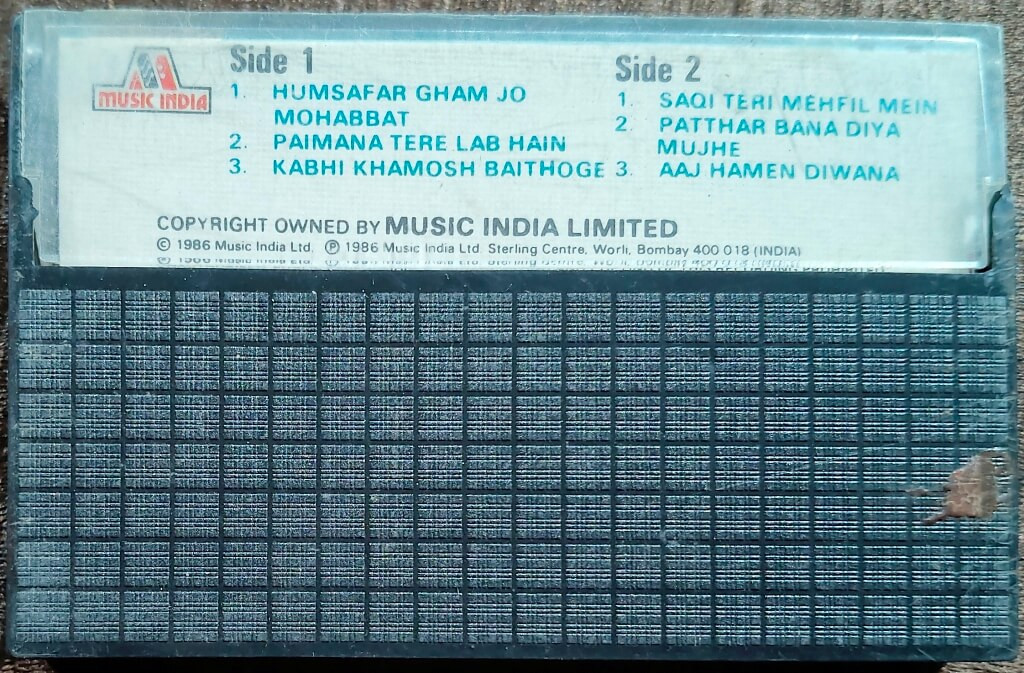 MUSIC INDIA
Side 1
1. HUMSAFAR GHAM JO
MOHABBAT
2. PAIMANA TERE LAB HAIN
3. KABHI KHAMOSH BAITHOGE
Side 2
1. SAQI TERI MEHFIL MEIN
2. PATTHAR BANA DIYA
MUJHE
3. AAJ HAMEN DIWANA
COPYRIGHT OWNED BY MUSIC INDIA LIMITED
© 1986 Music India Ltd. ℗ 1986 Music India Ltd. Sterling Centre, Worli, Bombay 400 018 (INDIA)